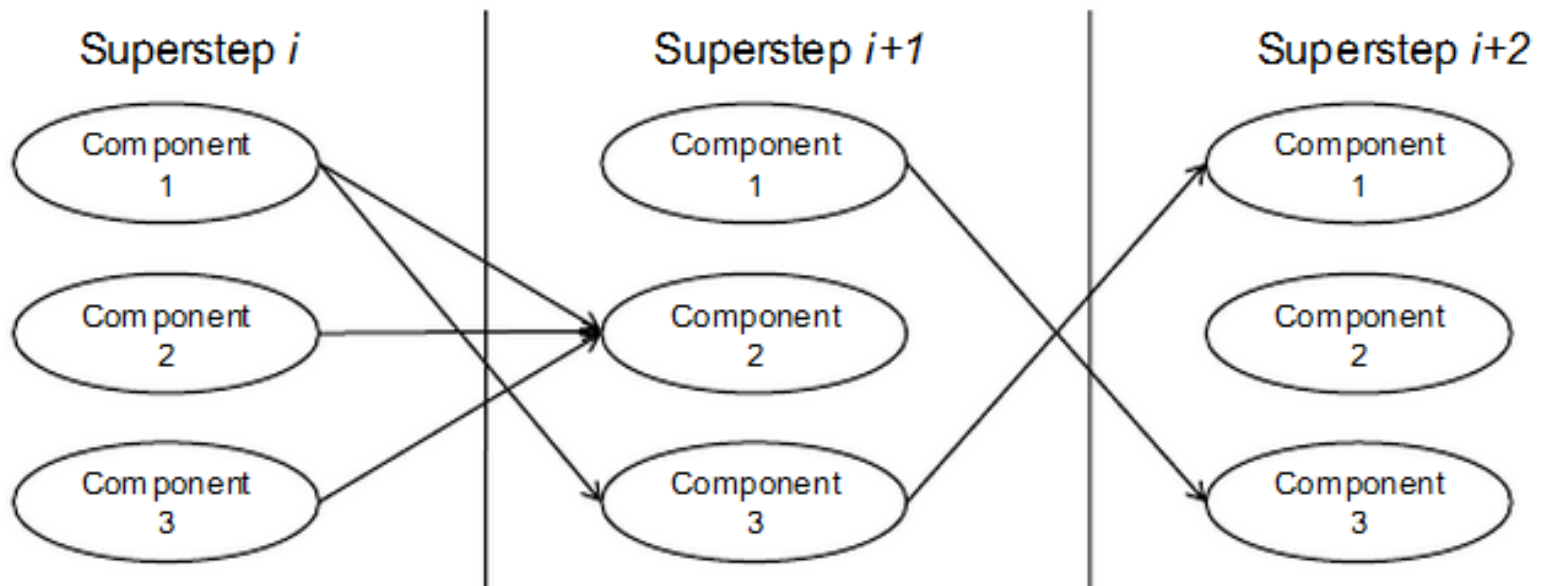 Superstep i
Superstep i+1
Superstep i+2
Component
1
Component
1
Component
1
Component
2
Component
2
Component
2
Component
3
Component
3
Component
3